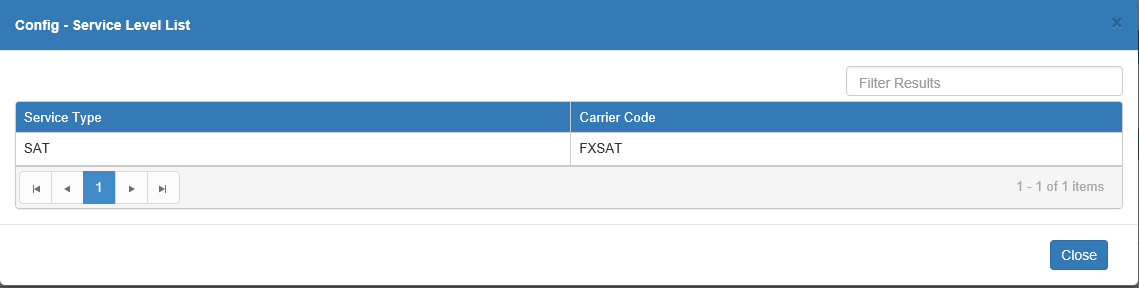 Config - Service Level List
×
Filter Results
Service Type Carrier Code
SAT FXSAT
1 1 - 1 of 1 items
Close